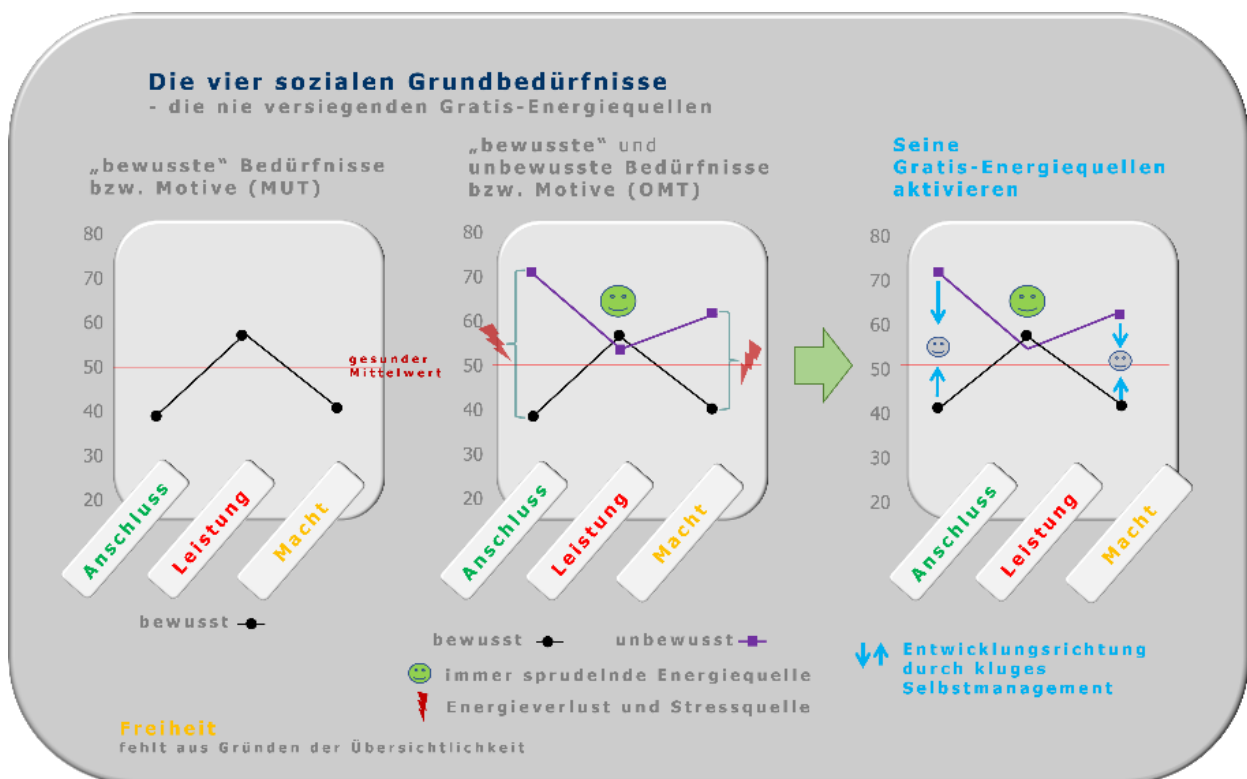 Die vier sozialen Grundbedürfnisse
- die nie versiegenden Gratis-Energiequellen
„bewusste“ Bedürfnisse
bzw. Motive (MUT)
80
70
60
50
40
30
20
gesunder
Mittelwert
Anschluss
Leistung
Macht
bewusst
„bewusste“ und
unbewusste Bedürfnisse
bzw. Motive (OMT)
80
70
60
50
40
30
20
Anschluss
Leistung
Macht
bewusst
unbewusst
immer sprudelnde Energiequelle
Energieverlust und Stressquelle
Seine
Gratis-Energiequellen
aktivieren
80
70
60
50
40
30
20
Anschluss
Leistung
Macht
Entwicklungsrichtung
durch kluges
Selbstmanagement
Freiheit
fehlt aus Gründen der Übersichtlichkeit